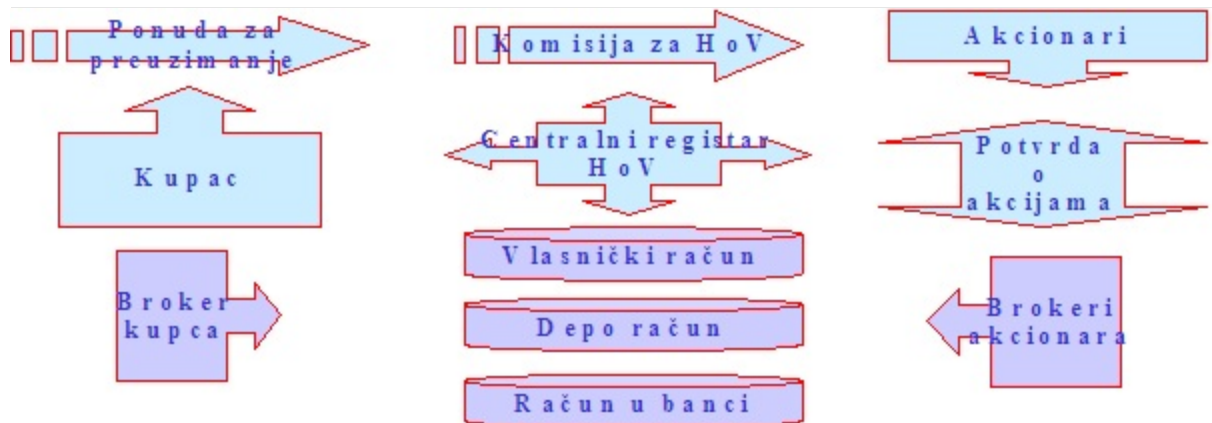 Ponuda za
preuzimanje
Komisija za HoV
Akcionari
Kupac
Centralni registar
HoV
Potvrda
o
akcijama
Broker
kupca
Vlasnički račun
Depo račun
Račun u banci
Brokeri
akcionara